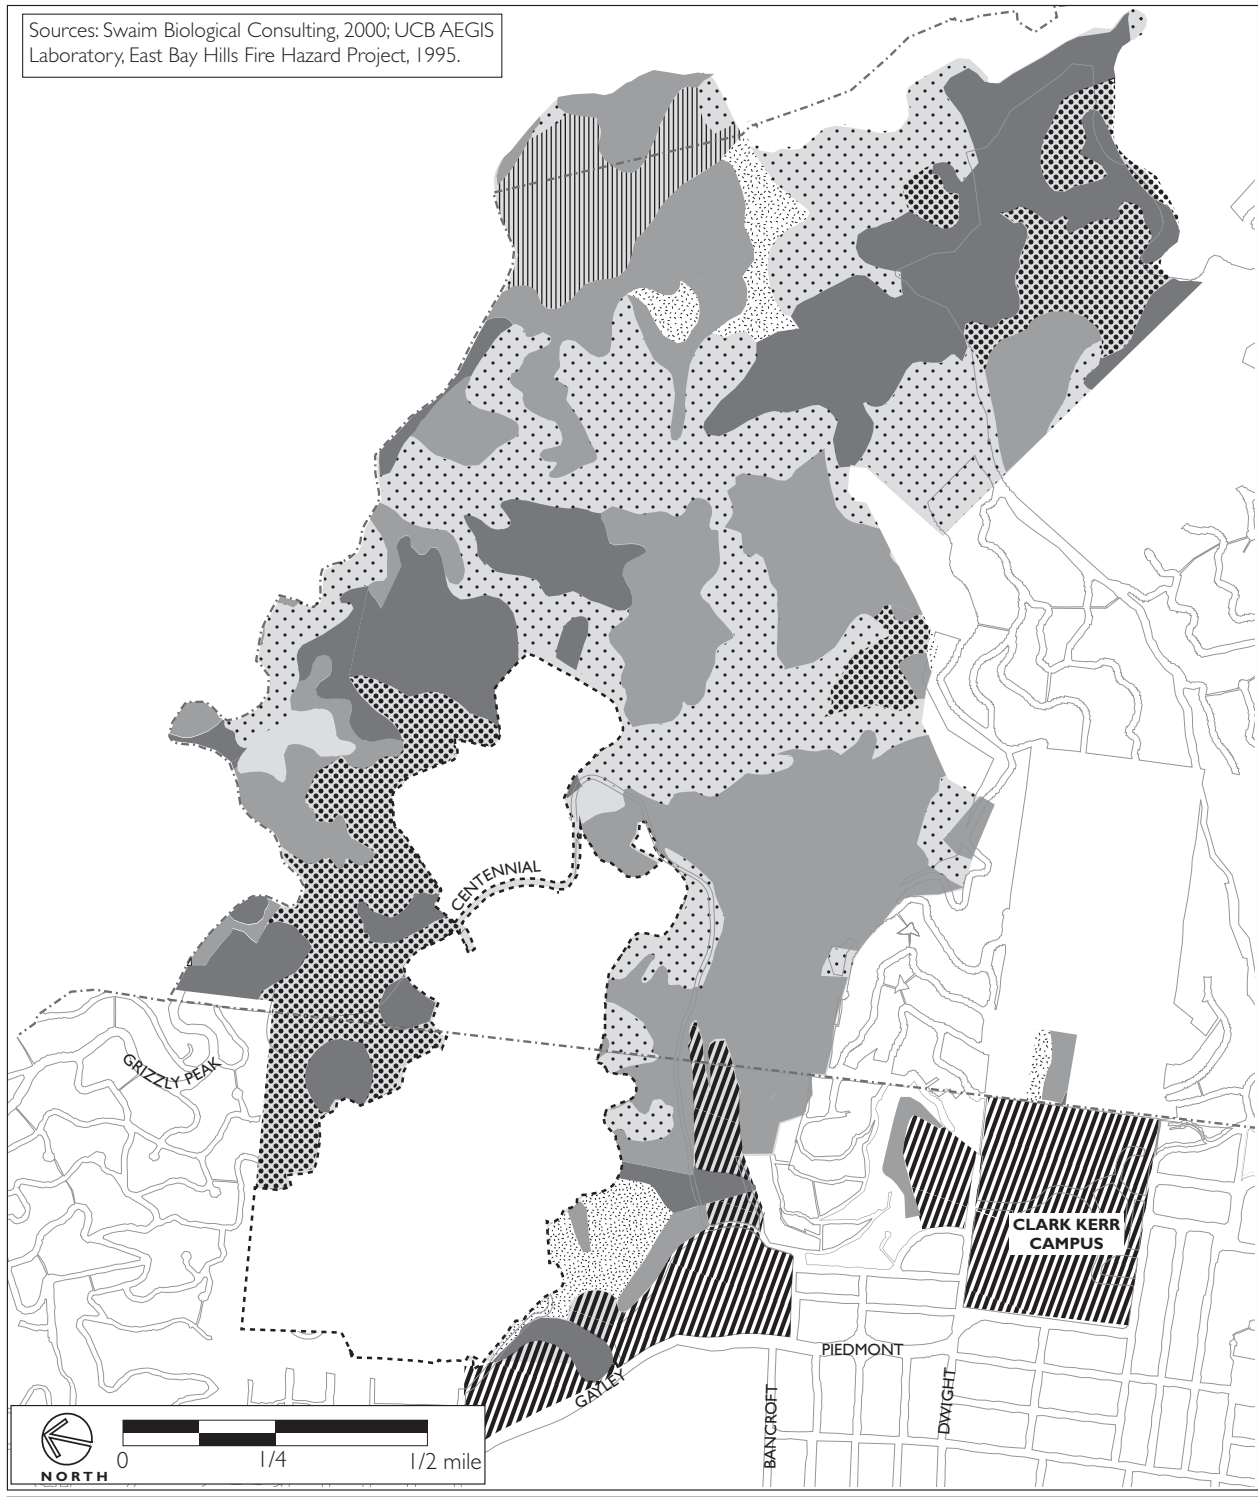 Sources: Swaim Biological Consulting, 2000; UCB AEGIS
Laboratory, East Bay Hills Fire Hazard Project, 1995.
CENTENNIAL
GRIZZLY PEAK
CLARK KERR
CAMPUS
PIEDMONT
GAYLEY
BANCROFT
DWIGHT
NORTH
0 1/4 1/2 mile